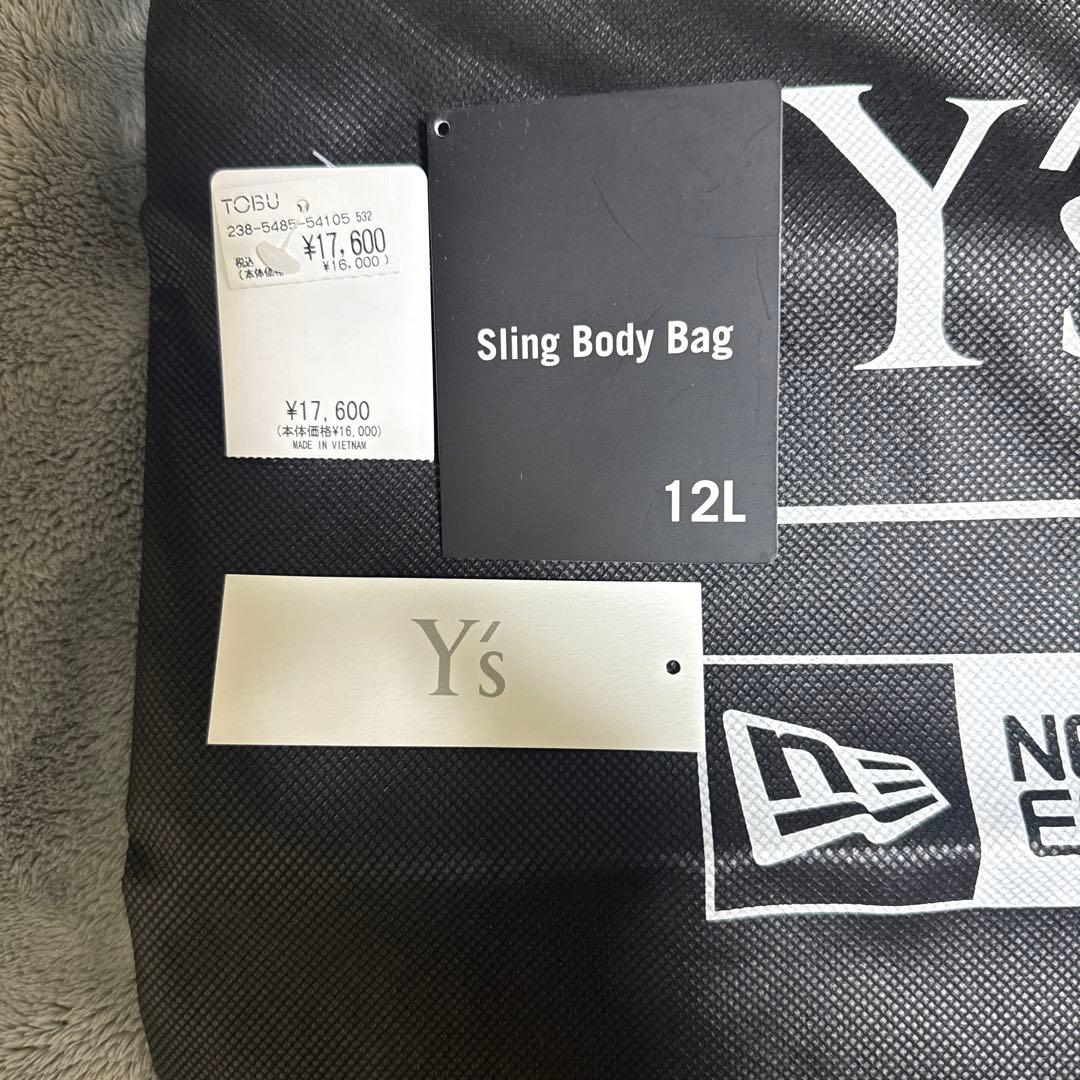 TOBU
238-5485-54105 532
税込 ¥17,600
(本体価格 ¥16,000)
¥17,600
(本体価格¥16,000)
MADE IN VIETNAM
Sling Body Bag
12L
Y's
Y's